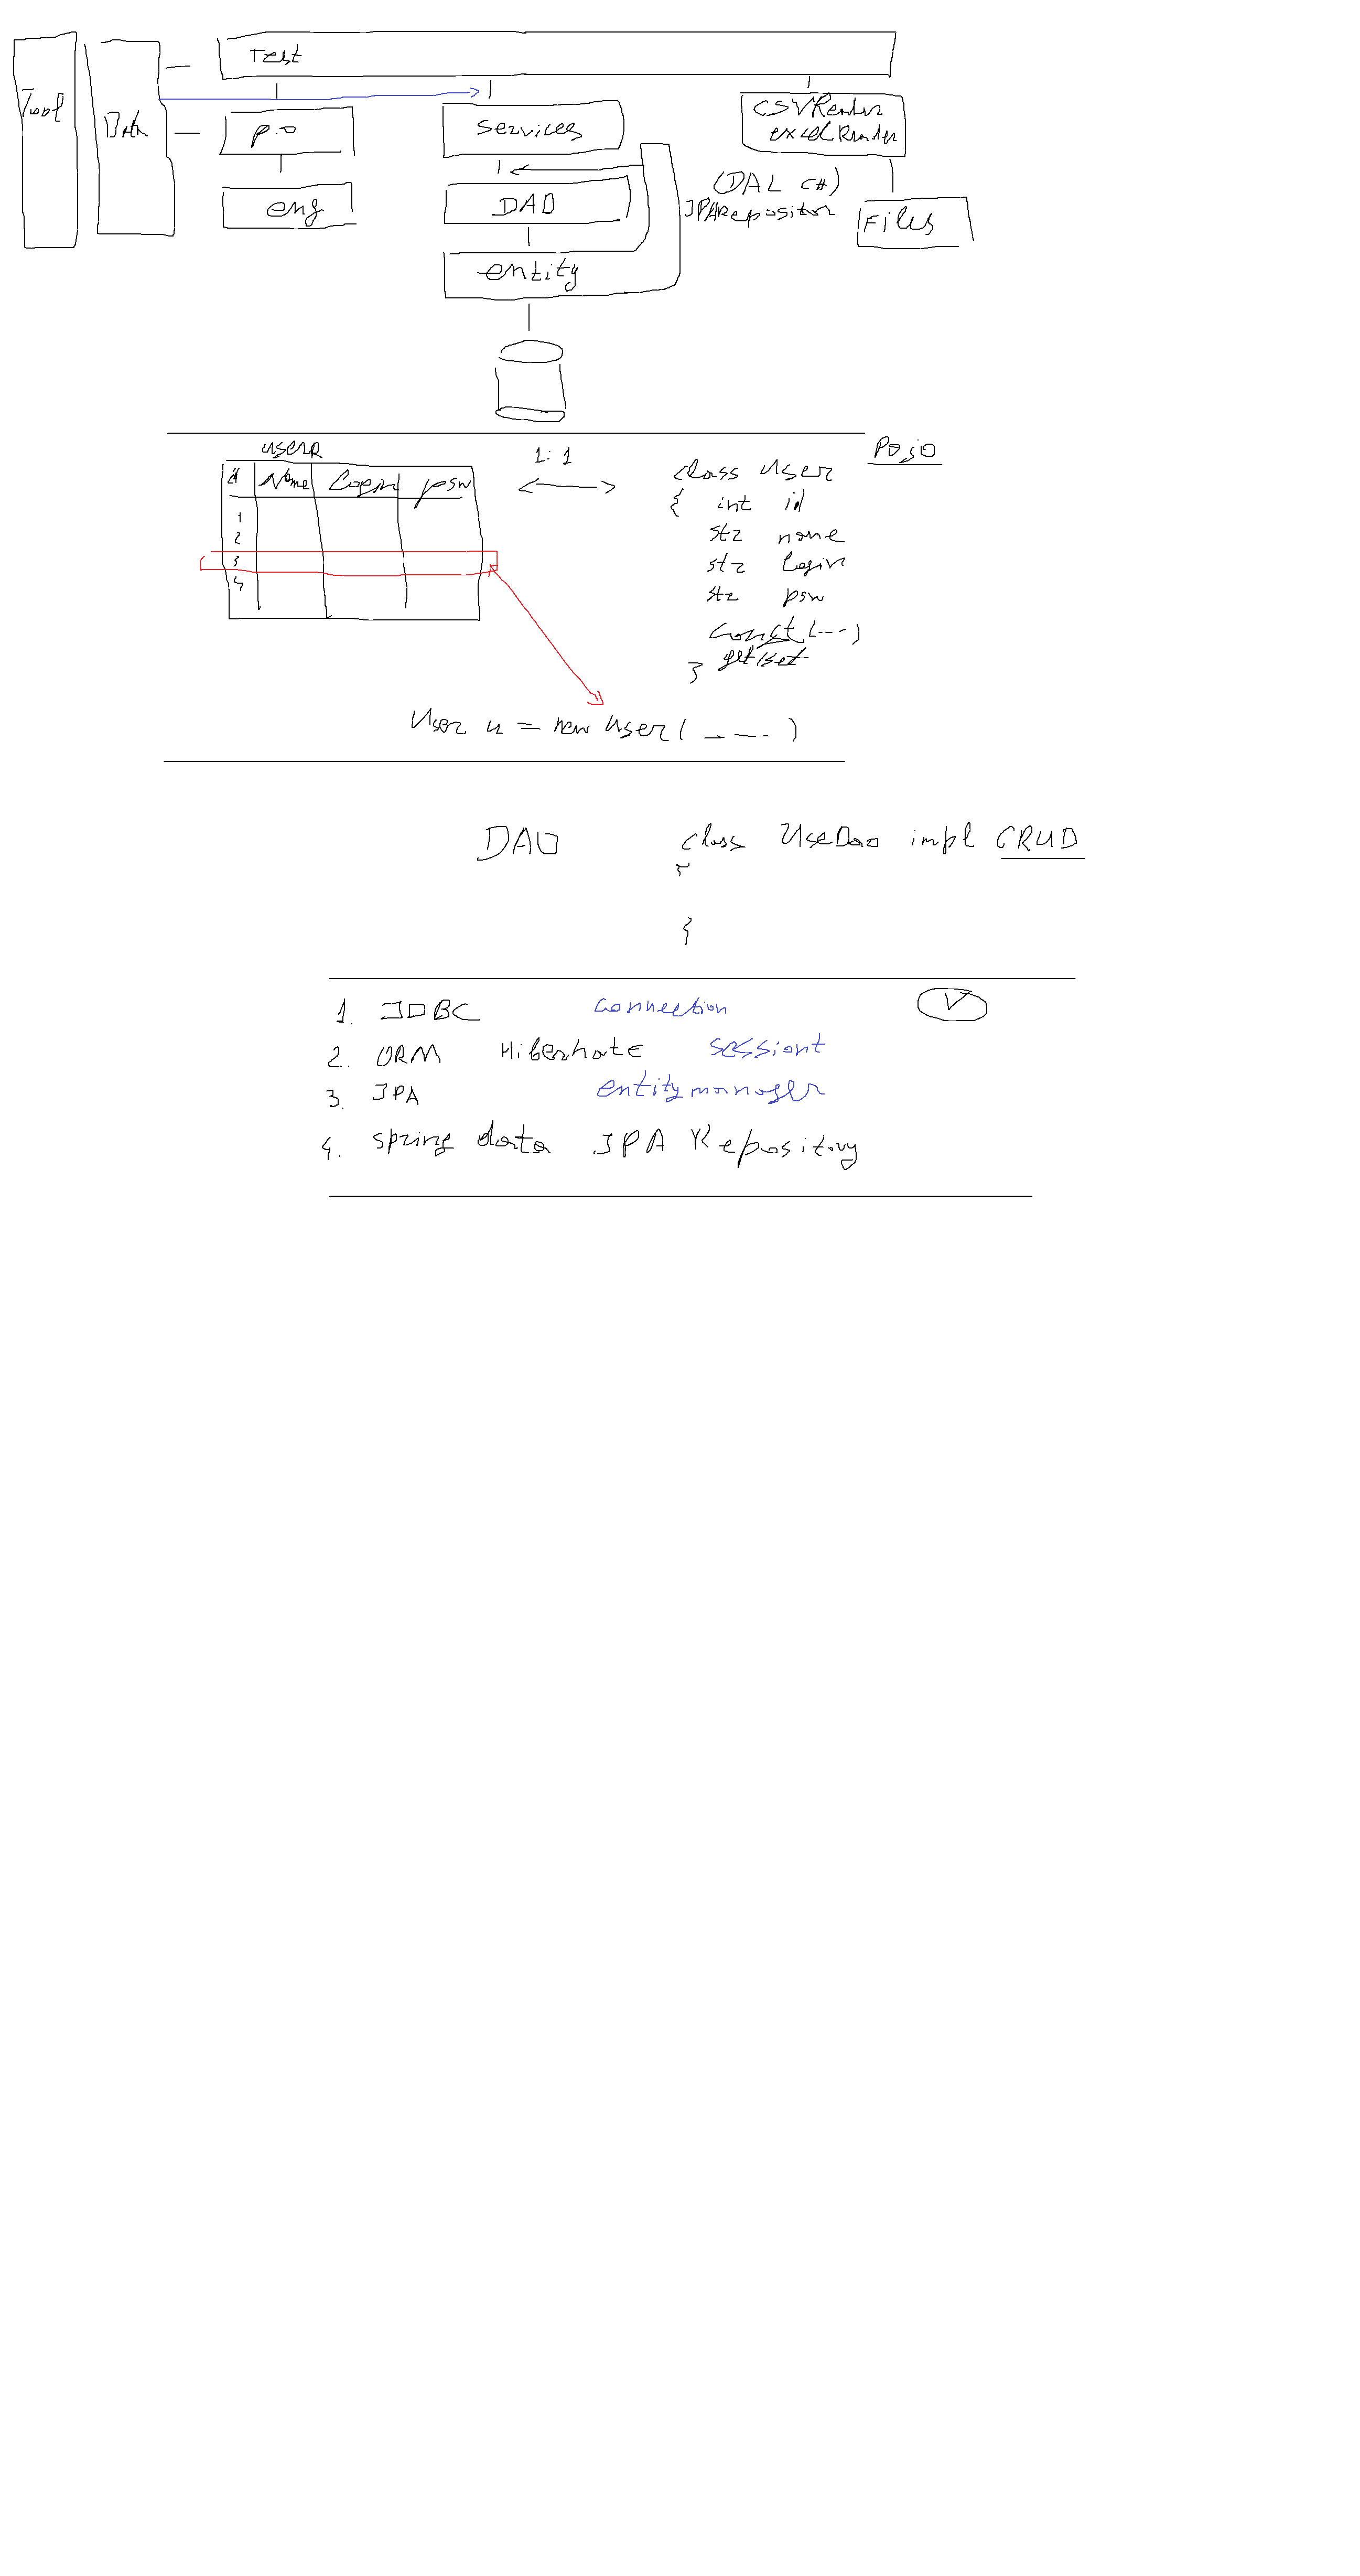 Test
Tool
Data
p.o
services
CSVReader
excelReader
eng
DAO
(DAL C#)
JPARepositor
Files
entity
user
Name Login psw
1
2
3
4
1:1
Pojo
class User
{ int id
str name
str login
str psw
const(---)
get/set
}
User u = new User( ---- )
DAO class UseDao impl CRUD
{
{
1. JDBC connection V
2. ORM Hibernate sessiont
3. JPA entitymanager
4. spring data JPA Repository